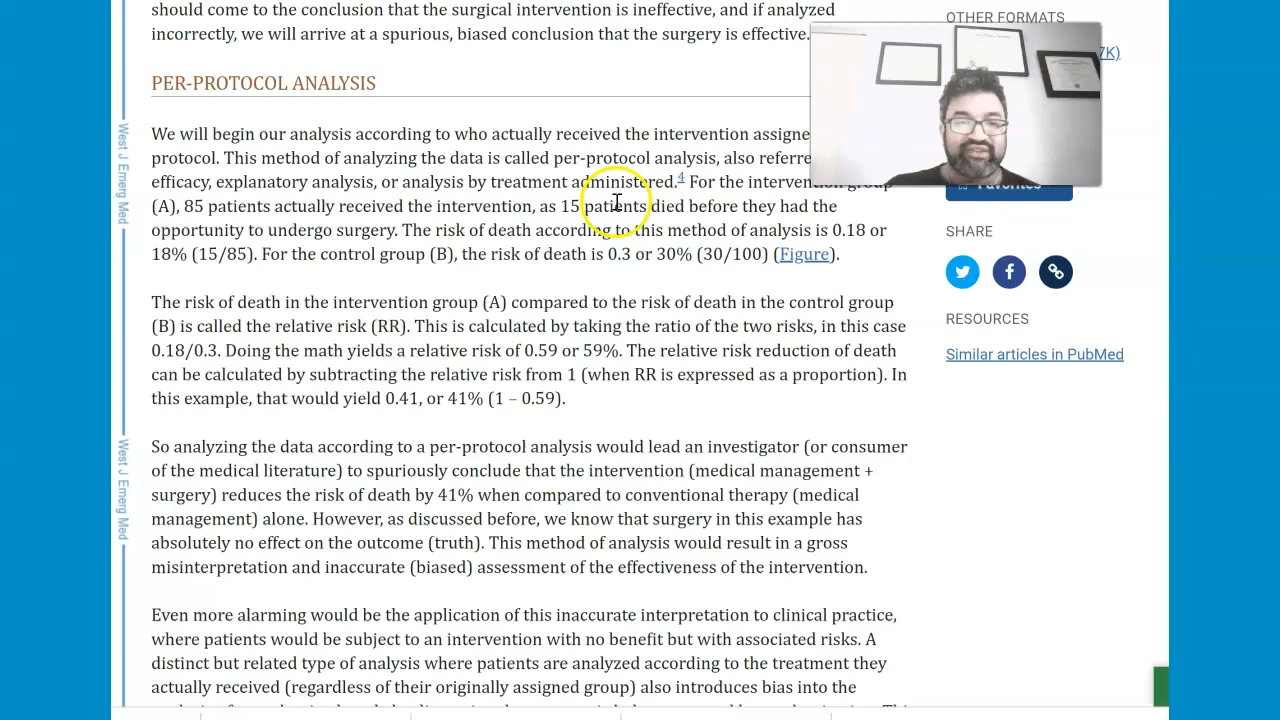 should come to the conclusion that the surgical intervention is ineffective, and if analyzed
incorrectly, we will arrive at a spurious, biased conclusion that the surgery is effective.
PER-PROTOCOL ANALYSIS
We will begin our analysis according to who actually received the intervention assigne
protocol. This method of analyzing the data is called per-protocol analysis, also referre
efficacy, explanatory analysis, or analysis by treatment administered.4 For the intervention group
(A), 85 patients actually received the intervention, as 15 patients died before they had the
opportunity to undergo surgery. The risk of death according to this method of analysis is 0.18 or
18% (15/85). For the control group (B), the risk of death is 0.3 or 30% (30/100) (Figure).
The risk of death in the intervention group (A) compared to the risk of death in the control group
(B) is called the relative risk (RR). This is calculated by taking the ratio of the two risks, in this case
0.18/0.3. Doing the math yields a relative risk of 0.59 or 59%. The relative risk reduction of death
can be calculated by subtracting the relative risk from 1 (when RR is expressed as a proportion). In
this example, that would yield 0.41, or 41% (1 – 0.59).
So analyzing the data according to a per-protocol analysis would lead an investigator (or consumer
of the medical literature) to spuriously conclude that the intervention (medical management +
surgery) reduces the risk of death by 41% when compared to conventional therapy (medical
management) alone. However, as discussed before, we know that surgery in this example has
absolutely no effect on the outcome (truth). This method of analysis would result in a gross
misinterpretation and inaccurate (biased) assessment of the effectiveness of the intervention.
Even more alarming would be the application of this inaccurate interpretation to clinical practice,
where patients would be subject to an intervention with no benefit but with associated risks. A
distinct but related type of analysis where patients are analyzed according to the treatment they
actually received (regardless of their originally assigned group) also introduces bias into the
West J Emerg Med
West J Emerg Med
OTHER FORMATS
7K)
Favorites
SHARE
RESOURCES
Similar articles in PubMed